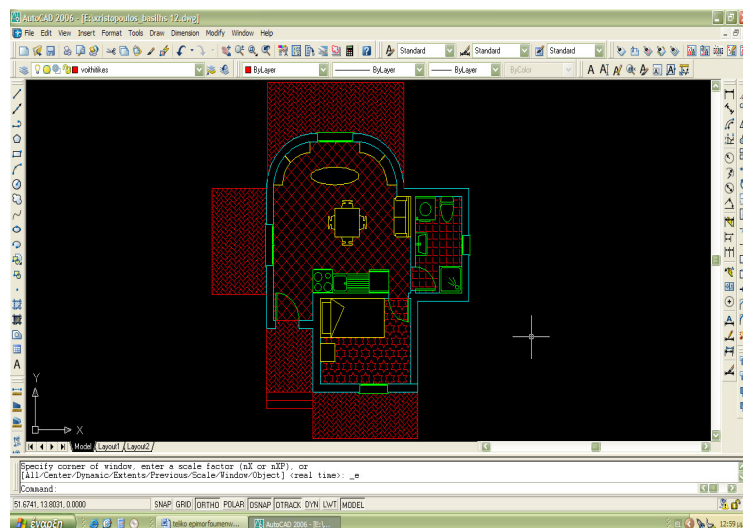 AutoCAD 2006 - [E:\xristopoulos_basilhs 12.dwg]
File Edit View Insert Format Tools Draw Dimension Modify Window Help
Standard Standard Standard
voithitikes ByLayer ByLayer ByLayer ByColor
Y
X
Model Layout1 Layout2
Specify corner of window, enter a scale factor (nX or nXP), or
[All/Center/Dynamic/Extents/Previous/Scale/Window/Object] <real time>: _e
Command:
51.6741, 13.8031, 0.0000 SNAP GRID ORTHO POLAR OSNAP OTRACK DYN LWT MODEL
έναρξη teliko epimorfoumenw... AutoCAD 2006 - [E:\... EL 12:59 μμ